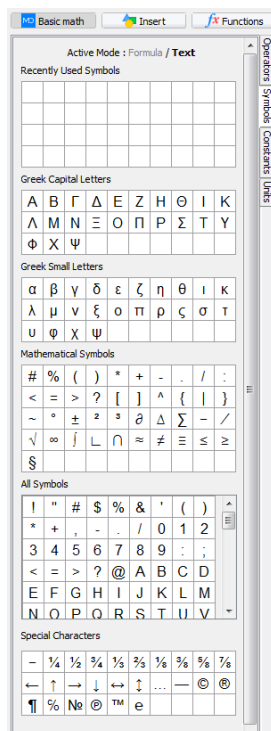 Basic math Insert fx Functions
Active Mode : Formula / Text
Recently Used Symbols
Greek Capital Letters
Α Β Γ Δ Ε Ζ Η Θ Ι Κ
Λ Μ Ν Ξ Ο Π Ρ Σ Τ Υ
Φ Χ Ψ
Greek Small Letters
α β γ δ ε ζ η θ ι κ
λ μ ν ξ ο π ρ ς σ τ
υ φ χ ψ
Mathematical Symbols
# % ( ) * + - . / :
< = > ? [ ] ^ { | }
~ ° ± ² ³ ∂ ∆ ∑ − ∕
√ ∞ ∫ ∟ ∩ ≈ ≠ ≡ ≤ ≥
§
All Symbols
! " # $ % & ' ( )
* + , - . / 0 1 2
3 4 5 6 7 8 9 : ;
< = > ? @ A B C D
E F G H I J K L M
N O P Q R S T U V
Special Characters
– ¼ ½ ¾ ⅓ ⅔ ⅛ ⅜ ⅝ ⅞
← ↑ → ↓ ↔ ↕ … — © ®
¶ ℅ № ℗ ™ ℮
Operators
Symbols
Constants
Units